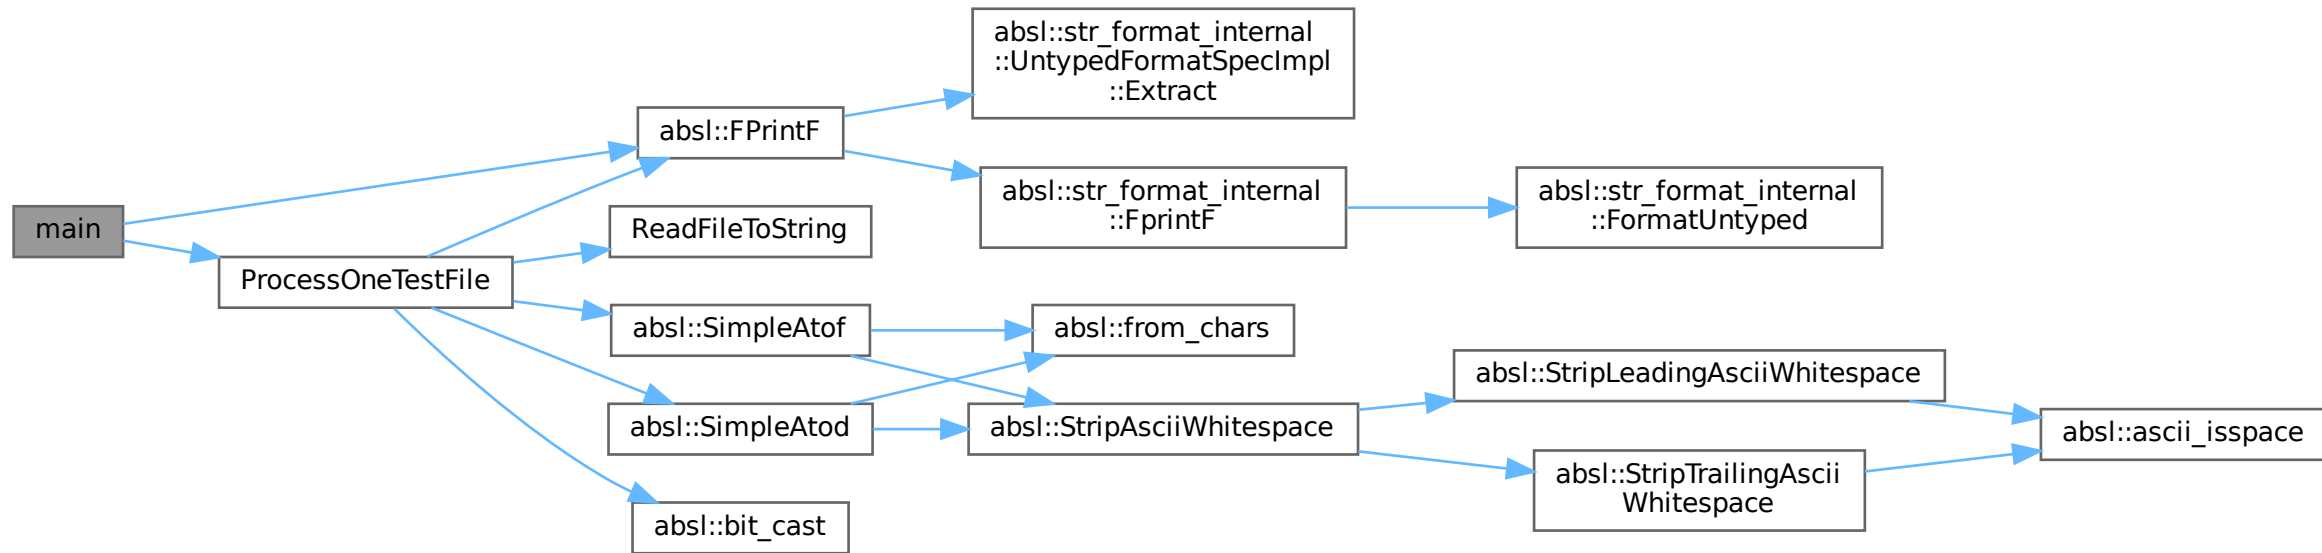 main
ProcessOneTestFile
absl::FPrintF
ReadFileToString
absl::SimpleAtof
absl::SimpleAtod
absl::bit_cast
absl::str_format_internal
::UntypedFormatSpecImpl
::Extract
absl::str_format_internal
::FprintF
absl::from_chars
absl::StripAsciiWhitespace
absl::str_format_internal
::FormatUntyped
absl::StripLeadingAsciiWhitespace
absl::StripTrailingAscii
Whitespace
absl::ascii_isspace